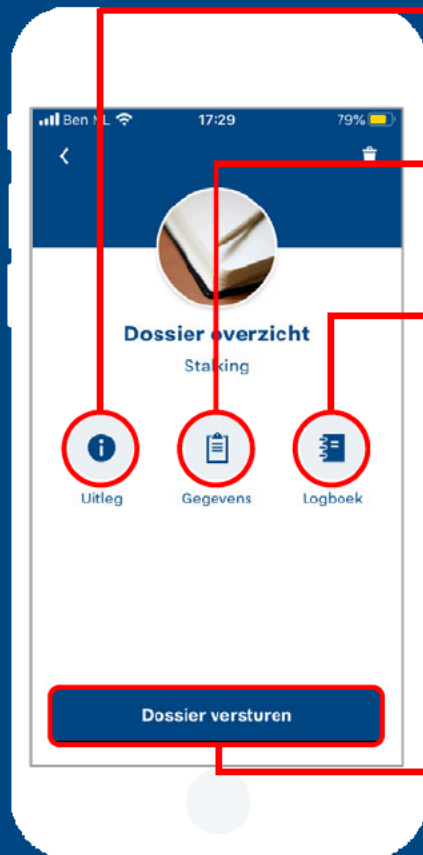 Ben NL 17:29 79%
Dossier overzicht
Stalking
Uitleg Gegevens Logboek
Dossier versturen